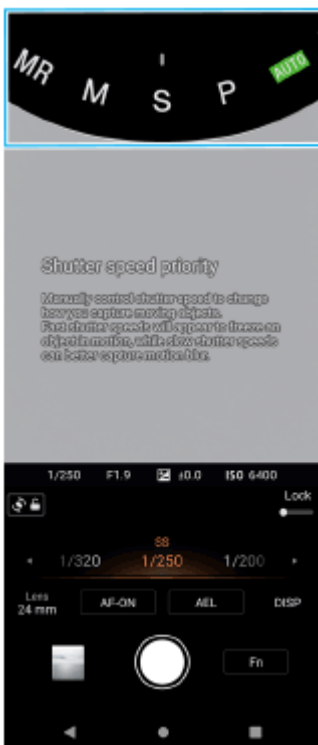 MR M S P AUTO
Shutter speed priority
Manually control shutter speed to change
how you capture moving objects.
Fast shutter speeds will appear to freeze an
object in motion, while slow shutter speeds
can better capture motion blur.
1/250 F1.9 ±0.0 ISO 6400
Lock
SS
1/320 1/250 1/200
Lens
24 mm
AF-ON AEL DISP
Fn